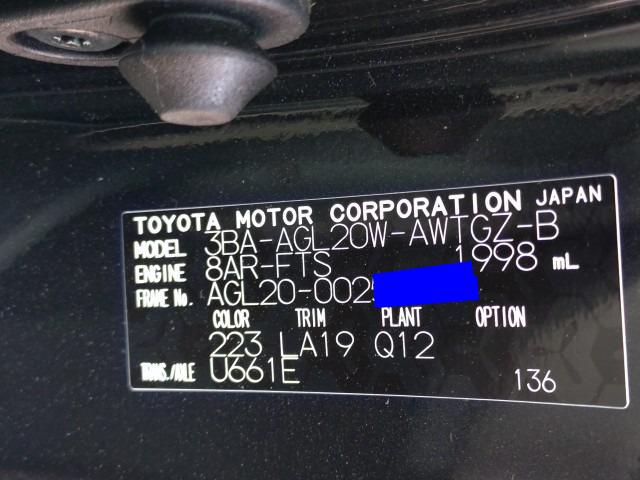 TOYOTA MOTOR CORPORATION JAPAN
MODEL 3BA-AGL20W-AWTGZ-B
ENGINE 8AR-FTS 1998 mL
FRAME No. AGL20-002
COLOR TRIM PLANT OPTION
223 LA19 Q12
TRANS./AXLE U661E 136